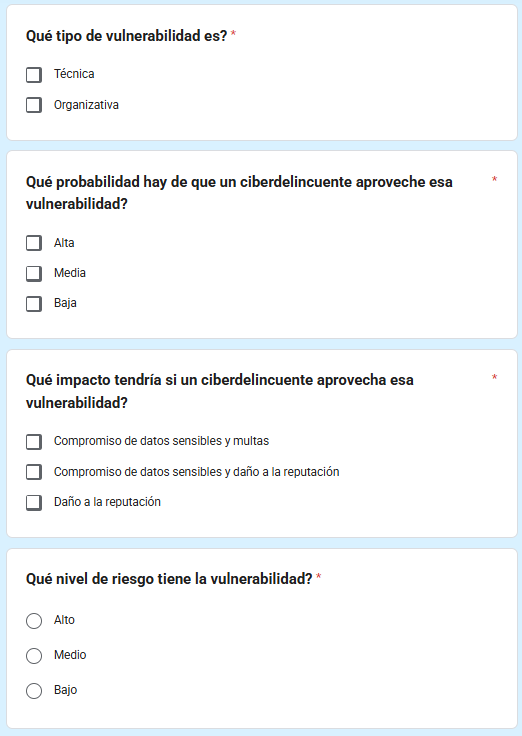 Qué tipo de vulnerabilidad es? *
Técnica
Organizativa
Qué probabilidad hay de que un ciberdelincuente aproveche esa *
vulnerabilidad?
Alta
Media
Baja
Qué impacto tendría si un ciberdelincuente aprovecha esa *
vulnerabilidad?
Compromiso de datos sensibles y multas
Compromiso de datos sensibles y daño a la reputación
Daño a la reputación
Qué nivel de riesgo tiene la vulnerabilidad? *
Alto
Medio
Bajo